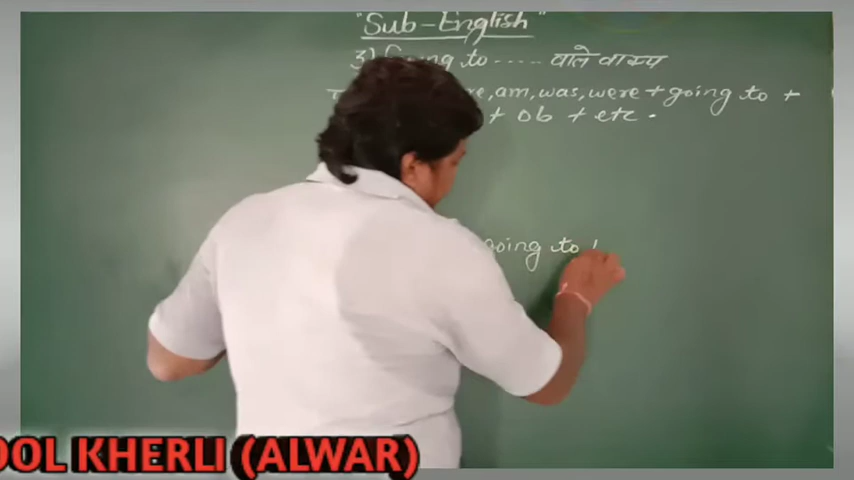 "Sub-English"
3) Going to ..... वाले वाक्य
are,am,was,were + going to +
+ ob + etc.
going to
OOL KHERLI (ALWAR)